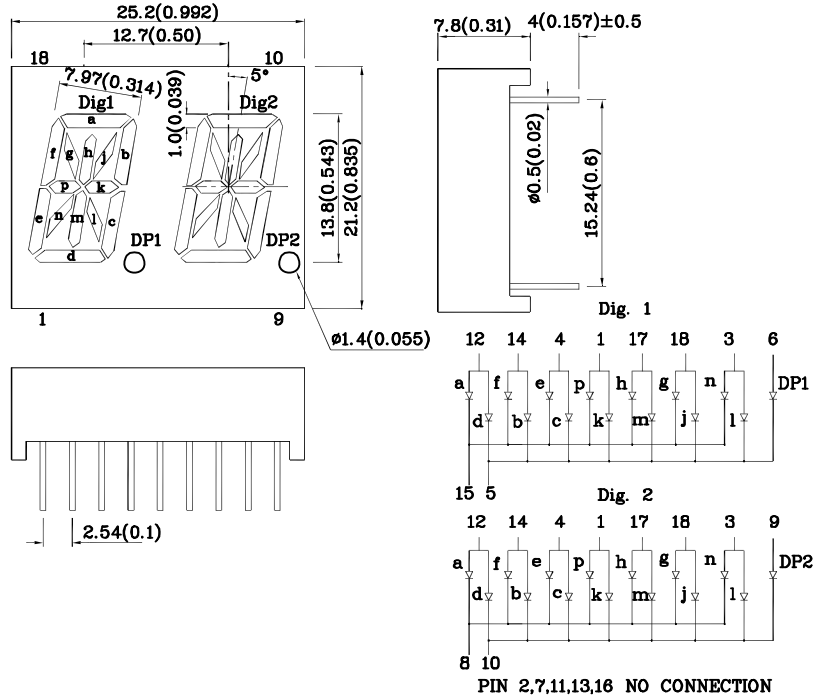 25.2(0.992)
12.7(0.50)
18 10
7.97(0.314)
5°
1.0(0.039)
Dig1 Dig2
a
f g h j b
p k
e n m l c
d
DP1 DP2
13.8(0.543)
21.2(0.835)
1 9
ø1.4(0.055)
7.8(0.31) 4(0.157)±0.5
ø0.5(0.02)
15.24(0.6)
2.54(0.1)
Dig. 1
12 14 4 1 17 18 3 6
a f e p h g n DP1
d b c k m j l
15 5
Dig. 2
12 14 4 1 17 18 3 9
a f e p h g n DP2
d b c k m j l
8 10
PIN 2,7,11,13,16 NO CONNECTION